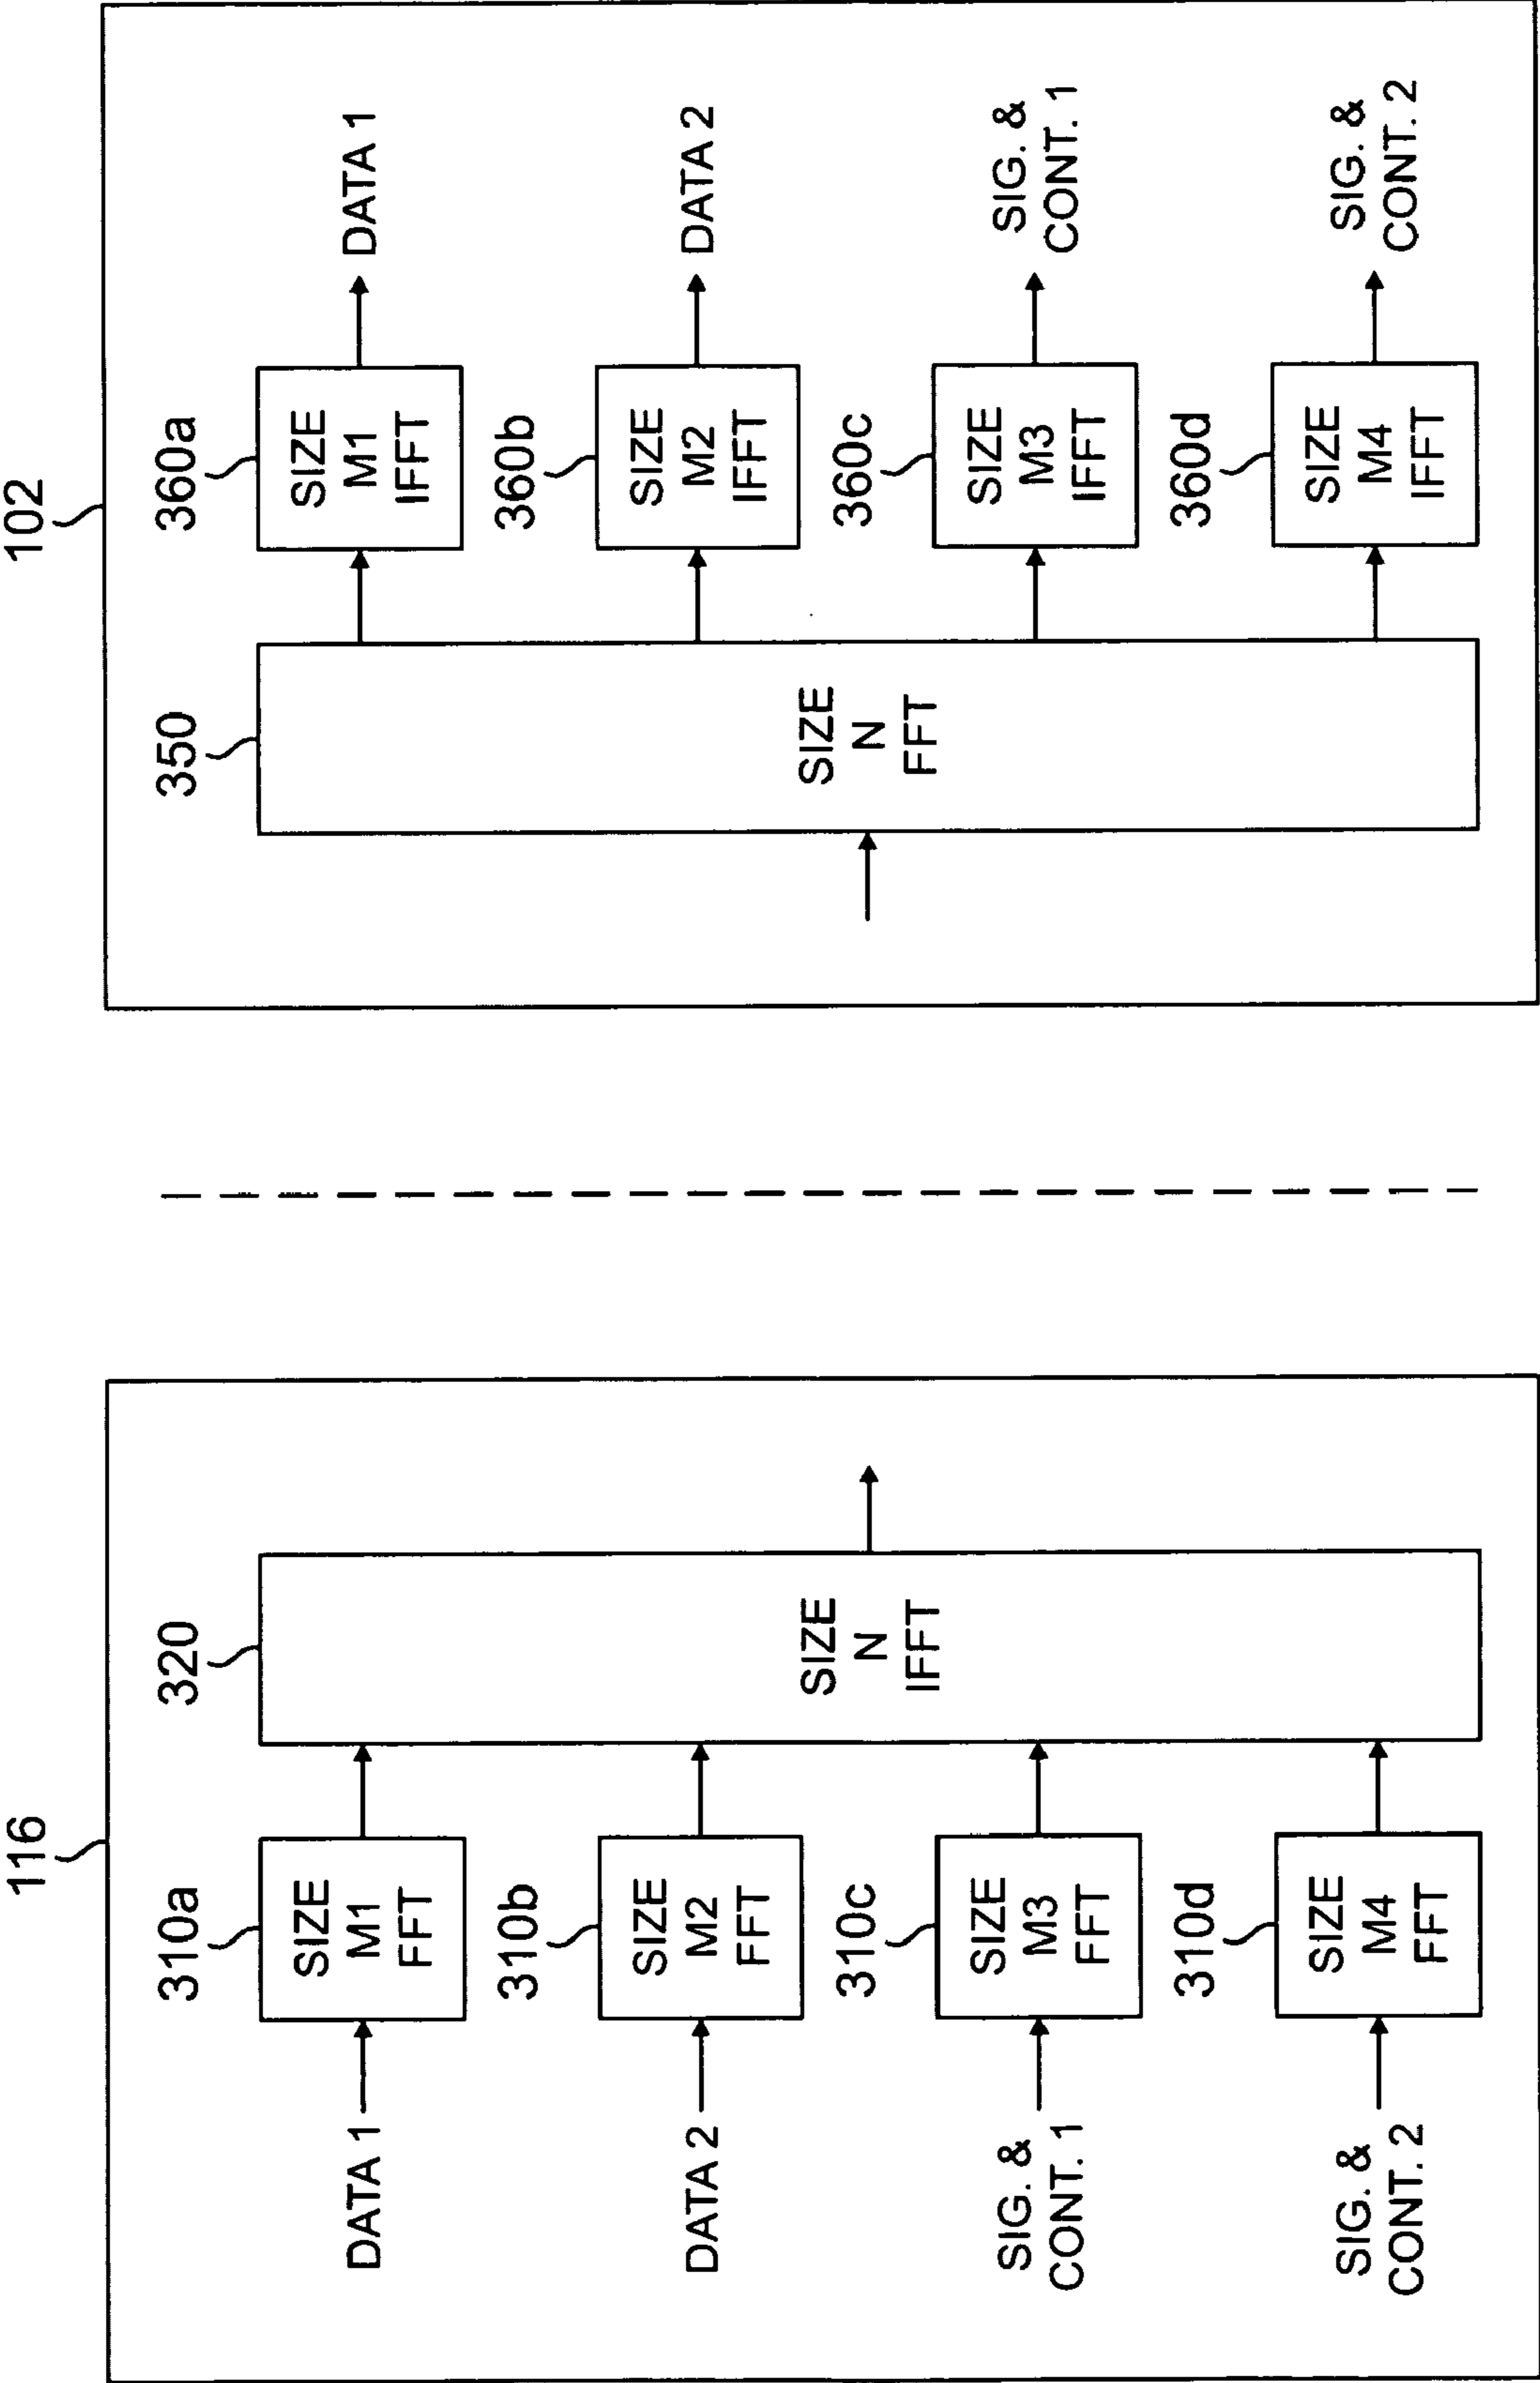 116
310a
SIZE
M1
FFT
DATA 1
310b
SIZE
M2
FFT
DATA 2
310c
SIZE
M3
FFT
SIG. &
CONT. 1
310d
SIZE
M4
FFT
SIG. &
CONT. 2
320
SIZE
N
IFFT
102
350
SIZE
N
FFT
360a
SIZE
M1
IFFT
DATA 1
360b
SIZE
M2
IFFT
DATA 2
360c
SIZE
M3
IFFT
SIG. &
CONT. 1
360d
SIZE
M4
IFFT
SIG. &
CONT. 2